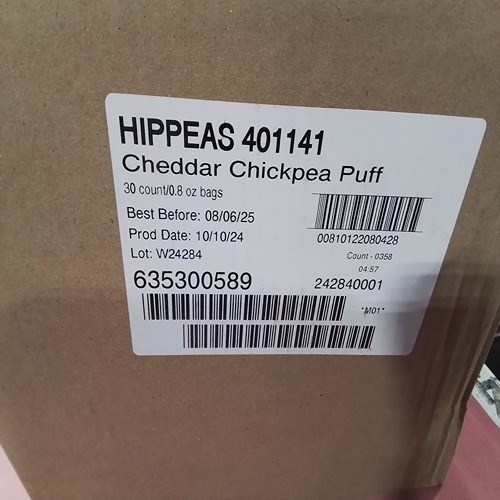 HIPPEAS 401141
Cheddar Chickpea Puff
30 count/0.8 oz bags
Best Before: 08/06/25
Prod Date: 10/10/24
Lot: W24284
00810122080428
Count - 0358
04:57
635300589
242840001
*M01*